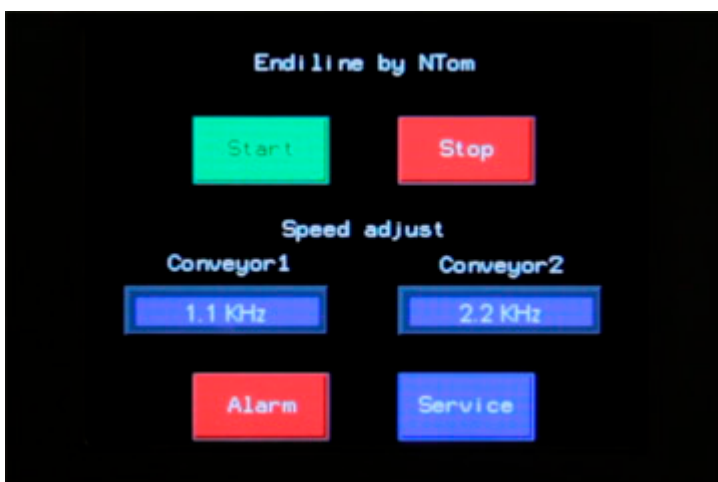 Endiline by NTom
Start Stop
Speed adjust
Conveyor1 Conveyor2
1.1 KHz 2.2 KHz
Alarm Service